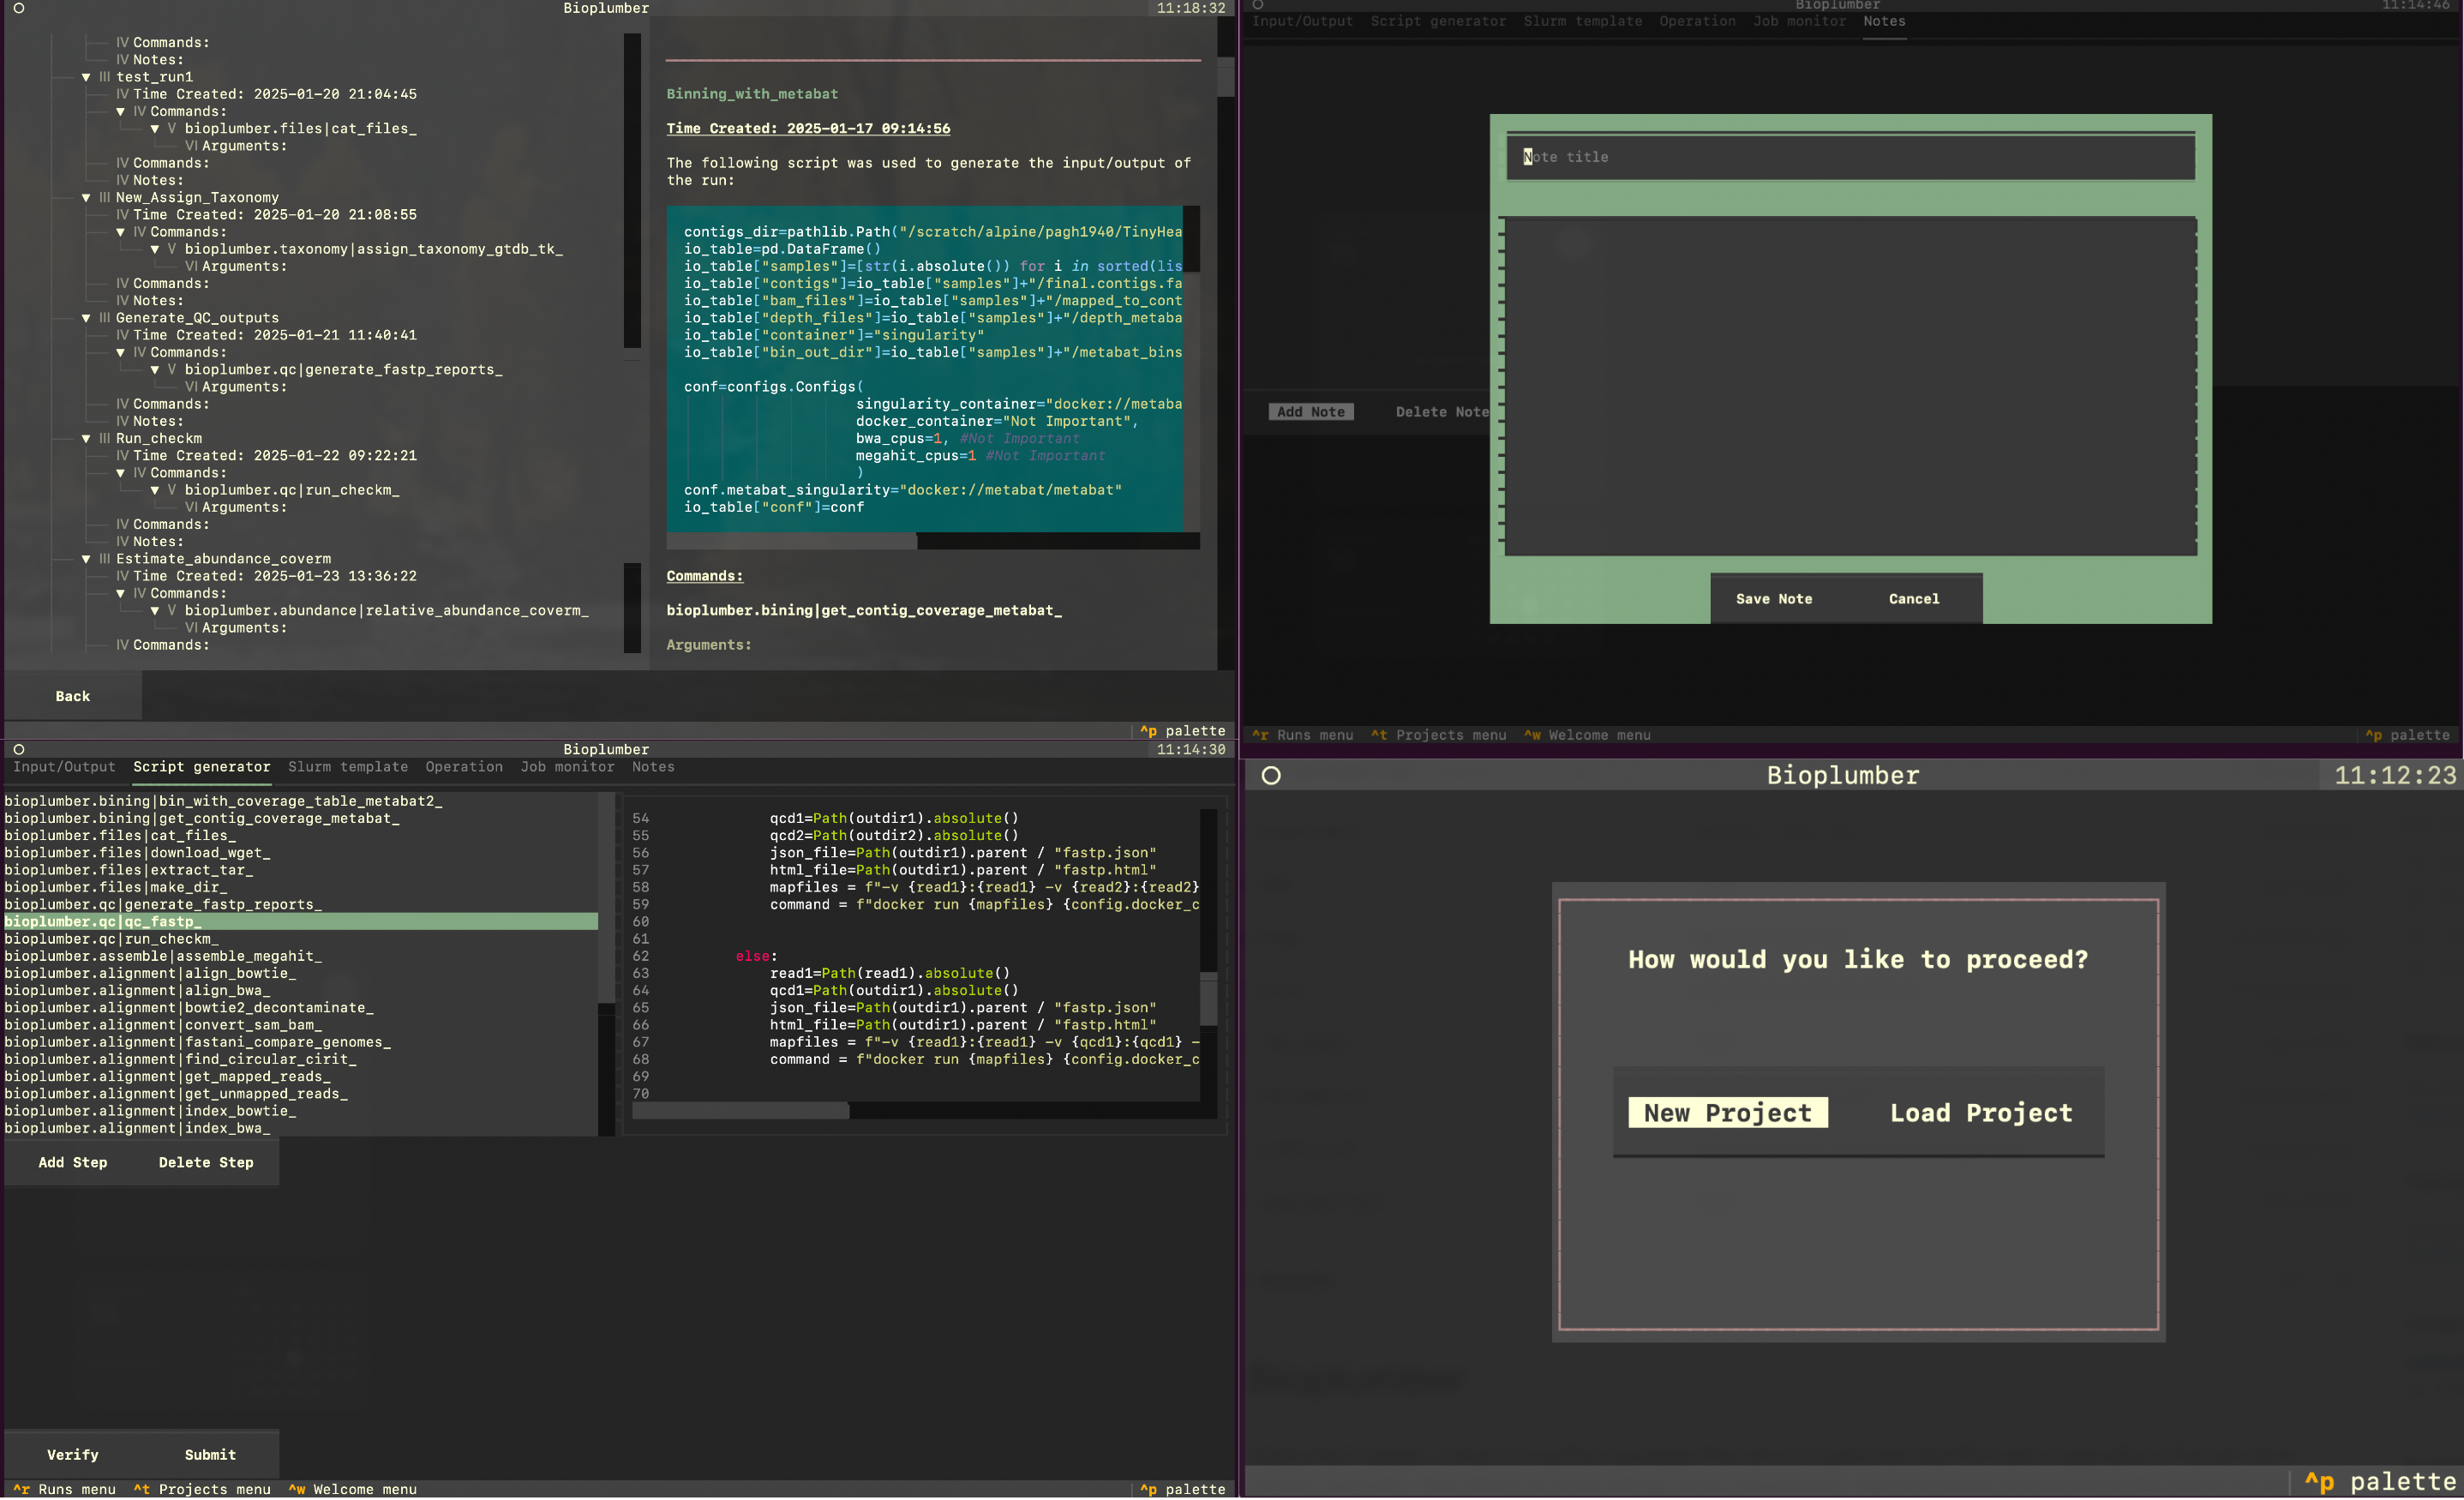 Bioplumber 11:18:32
IV Commands:
IV Notes:
▼ III test_run1
IV Time Created: 2025-01-20 21:04:45
▼ IV Commands:
▼ V bioplumber.files|cat_files_
VI Arguments:
IV Commands:
IV Notes:
▼ III New_Assign_Taxonomy
IV Time Created: 2025-01-20 21:08:55
▼ IV Commands:
▼ V bioplumber.taxonomy|assign_taxonomy_gtdb_tk_
VI Arguments:
IV Commands:
IV Notes:
▼ III Generate_QC_outputs
IV Time Created: 2025-01-21 11:40:41
▼ IV Commands:
▼ V bioplumber.qc|generate_fastp_reports_
VI Arguments:
IV Commands:
IV Notes:
▼ III Run_checkm
IV Time Created: 2025-01-22 09:22:21
▼ IV Commands:
▼ V bioplumber.qc|run_checkm_
VI Arguments:
IV Commands:
IV Notes:
▼ III Estimate_abundance_coverm
IV Time Created: 2025-01-23 13:36:22
▼ IV Commands:
▼ V bioplumber.abundance|relative_abundance_coverm_
VI Arguments:
IV Commands:
Binning_with_metabat
Time Created: 2025-01-17 09:14:56
The following script was used to generate the input/output of
the run:
contigs_dir=pathlib.Path("/scratch/alpine/pagh1940/TinyHea
io_table=pd.DataFrame()
io_table["samples"]=[str(i.absolute()) for i in sorted(lis
io_table["contigs"]=io_table["samples"]+"/final.contigs.fa
io_table["bam_files"]=io_table["samples"]+"/mapped_to_cont
io_table["depth_files"]=io_table["samples"]+"/depth_metaba
io_table["container"]="singularity"
io_table["bin_out_dir"]=io_table["samples"]+"/metabat_bins
conf=configs.Configs(
singularity_container="docker://metaba
docker_container="Not Important",
bwa_cpus=1, #Not Important
megahit_cpus=1 #Not Important
)
conf.metabat_singularity="docker://metabat/metabat"
io_table["conf"]=conf
Commands:
bioplumber.bining|get_contig_coverage_metabat_
Arguments:
Back
^p palette
Bioplumber 11:14:46
Input/Output Script generator Slurm template Operation Job monitor Notes
Note title
Add Note Delete Note
Save Note Cancel
^r Runs menu ^t Projects menu ^w Welcome menu ^p palette
Bioplumber 11:14:30
Input/Output Script generator Slurm template Operation Job monitor Notes
bioplumber.bining|bin_with_coverage_table_metabat2_
bioplumber.bining|get_contig_coverage_metabat_
bioplumber.files|cat_files_
bioplumber.files|download_wget_
bioplumber.files|extract_tar_
bioplumber.files|make_dir_
bioplumber.qc|generate_fastp_reports_
bioplumber.qc|qc_fastp_
bioplumber.qc|run_checkm_
bioplumber.assemble|assemble_megahit_
bioplumber.alignment|align_bowtie_
bioplumber.alignment|align_bwa_
bioplumber.alignment|bowtie2_decontaminate_
bioplumber.alignment|convert_sam_bam_
bioplumber.alignment|fastani_compare_genomes_
bioplumber.alignment|find_circular_cirit_
bioplumber.alignment|get_mapped_reads_
bioplumber.alignment|get_unmapped_reads_
bioplumber.alignment|index_bowtie_
bioplumber.alignment|index_bwa_
54 qcd1=Path(outdir1).absolute()
55 qcd2=Path(outdir2).absolute()
56 json_file=Path(outdir1).parent / "fastp.json"
57 html_file=Path(outdir1).parent / "fastp.html"
58 mapfiles = f"-v {read1}:{read1} -v {read2}:{read2}
59 command = f"docker run {mapfiles} {config.docker_c
60
61
62 else:
63 read1=Path(read1).absolute()
64 qcd1=Path(outdir1).absolute()
65 json_file=Path(outdir1).parent / "fastp.json"
66 html_file=Path(outdir1).parent / "fastp.html"
67 mapfiles = f"-v {read1}:{read1} -v {qcd1}:{qcd1} -
68 command = f"docker run {mapfiles} {config.docker_c
69
70
Add Step Delete Step
Verify Submit
^r Runs menu ^t Projects menu ^w Welcome menu ^p palette
Bioplumber 11:12:23
How would you like to proceed?
New Project Load Project
^p palette